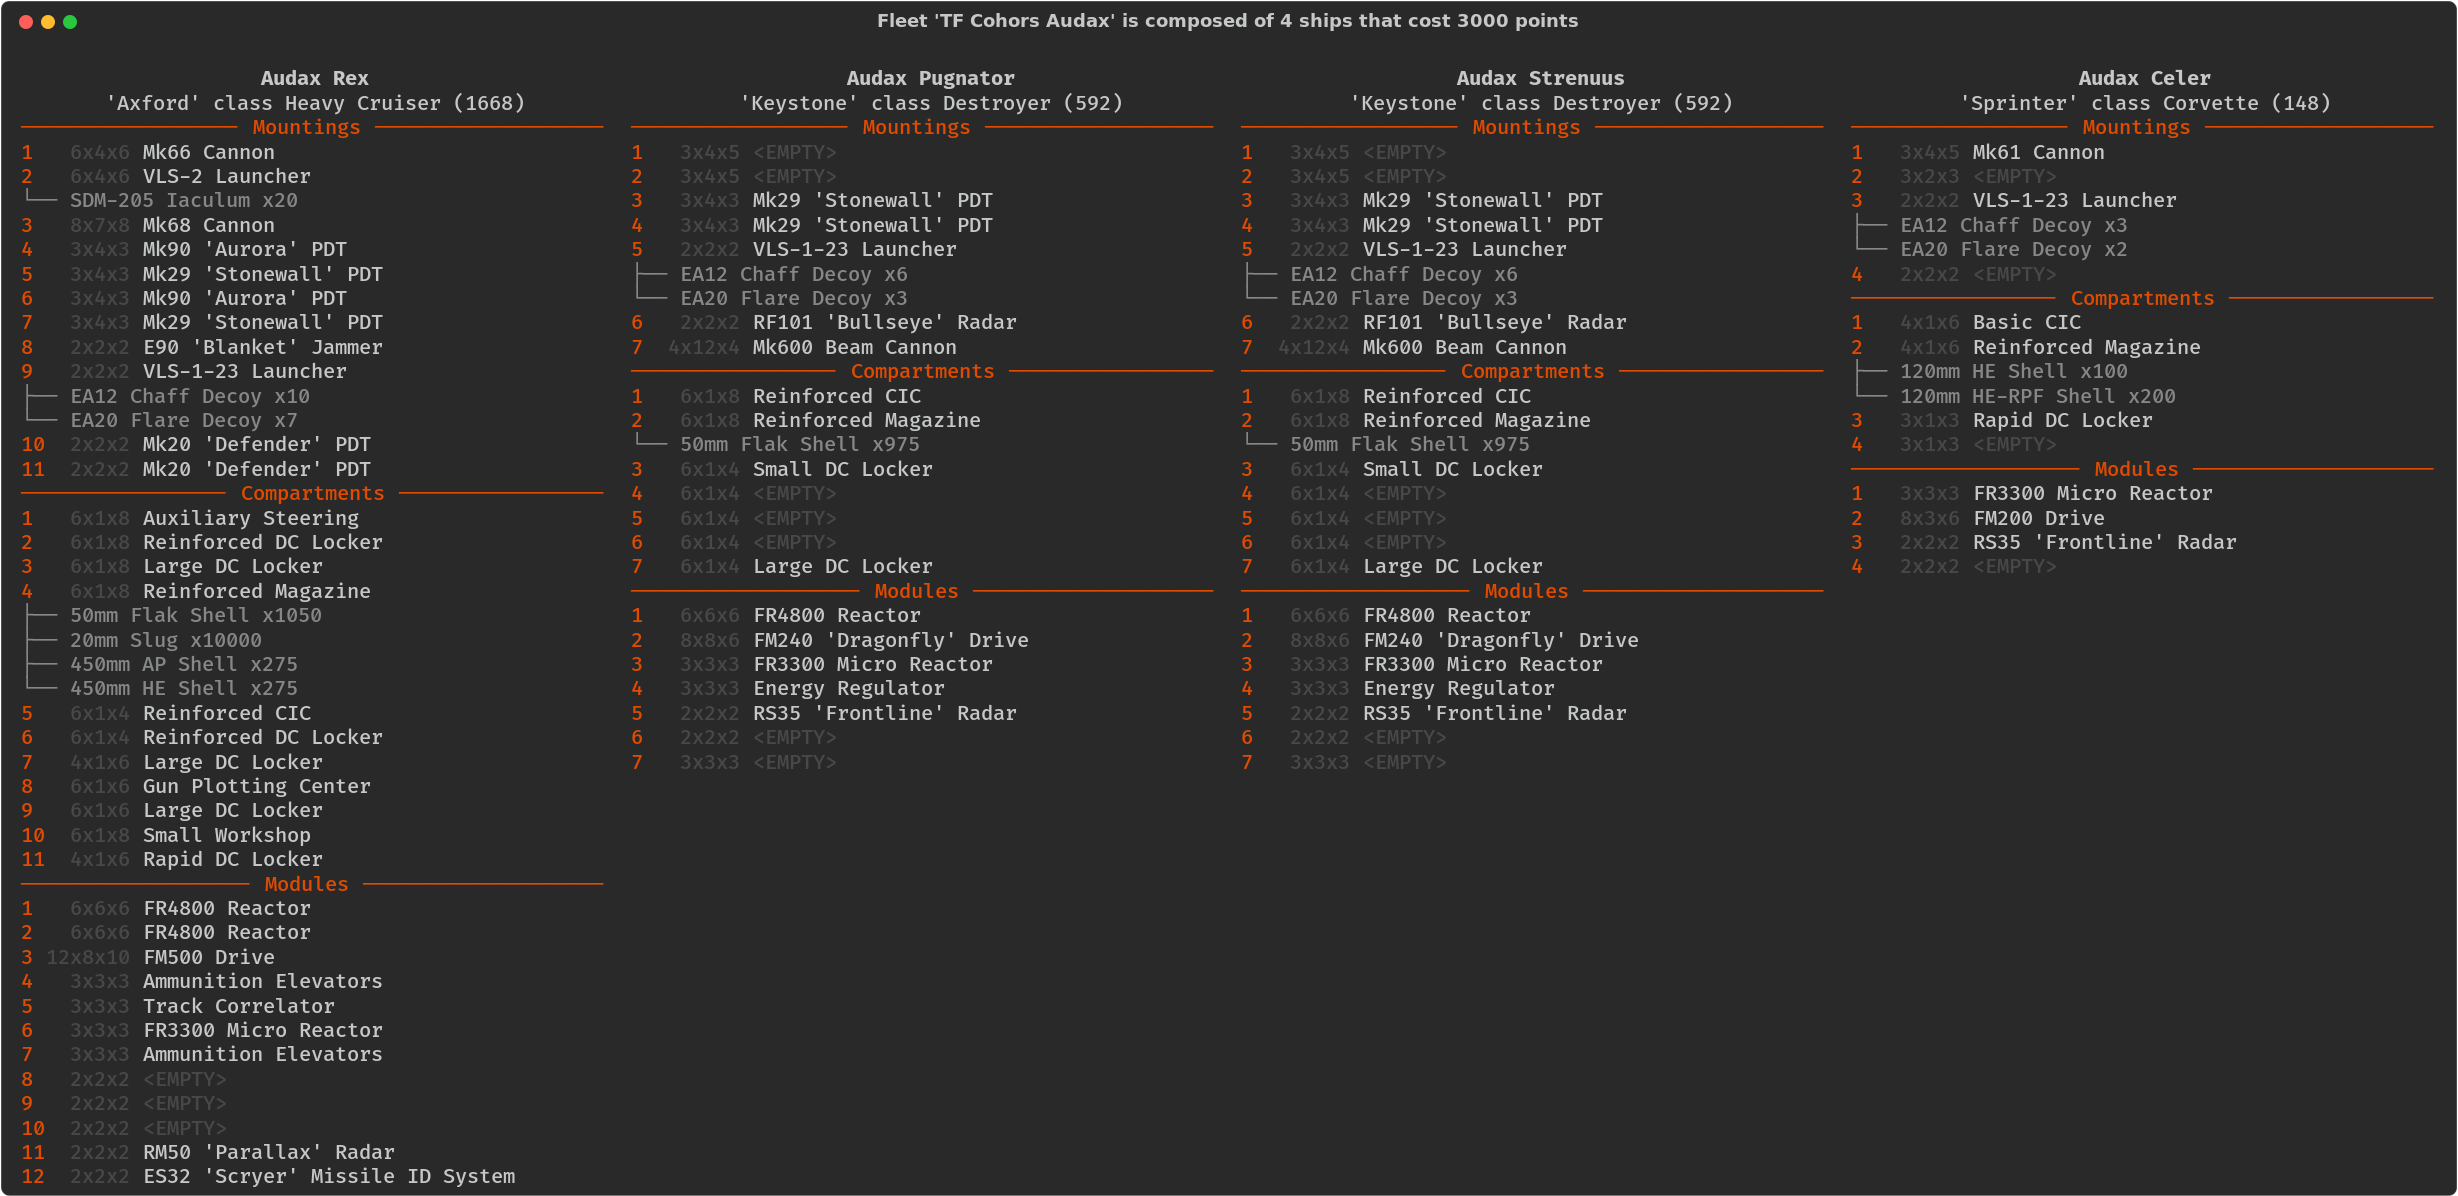 Fleet 'TF Cohors Audax' is composed of 4 ships that cost 3000 points
Audax Rex
'Axford' class Heavy Cruiser (1668)
Mountings
1 6x4x6 Mk66 Cannon
2 6x4x6 VLS-2 Launcher
SDM-205 Iaculum x20
3 8x7x8 Mk68 Cannon
4 3x4x3 Mk90 'Aurora' PDT
5 3x4x3 Mk29 'Stonewall' PDT
6 3x4x3 Mk90 'Aurora' PDT
7 3x4x3 Mk29 'Stonewall' PDT
8 2x2x2 E90 'Blanket' Jammer
9 2x2x2 VLS-1-23 Launcher
EA12 Chaff Decoy x10
EA20 Flare Decoy x7
10 2x2x2 Mk20 'Defender' PDT
11 2x2x2 Mk20 'Defender' PDT
Compartments
1 6x1x8 Auxiliary Steering
2 6x1x8 Reinforced DC Locker
3 6x1x8 Large DC Locker
4 6x1x8 Reinforced Magazine
50mm Flak Shell x1050
20mm Slug x10000
450mm AP Shell x275
450mm HE Shell x275
5 6x1x4 Reinforced CIC
6 6x1x4 Reinforced DC Locker
7 4x1x6 Large DC Locker
8 6x1x6 Gun Plotting Center
9 6x1x6 Large DC Locker
10 6x1x8 Small Workshop
11 4x1x6 Rapid DC Locker
Modules
1 6x6x6 FR4800 Reactor
2 6x6x6 FR4800 Reactor
3 12x8x10 FM500 Drive
4 3x3x3 Ammunition Elevators
5 3x3x3 Track Correlator
6 3x3x3 FR3300 Micro Reactor
7 3x3x3 Ammunition Elevators
8 2x2x2 <EMPTY>
9 2x2x2 <EMPTY>
10 2x2x2 <EMPTY>
11 2x2x2 RM50 'Parallax' Radar
12 2x2x2 ES32 'Scryer' Missile ID System
Audax Pugnator
'Keystone' class Destroyer (592)
Mountings
1 3x4x5 <EMPTY>
2 3x4x5 <EMPTY>
3 3x4x3 Mk29 'Stonewall' PDT
4 3x4x3 Mk29 'Stonewall' PDT
5 2x2x2 VLS-1-23 Launcher
EA12 Chaff Decoy x6
EA20 Flare Decoy x3
6 2x2x2 RF101 'Bullseye' Radar
7 4x12x4 Mk600 Beam Cannon
Compartments
1 6x1x8 Reinforced CIC
2 6x1x8 Reinforced Magazine
50mm Flak Shell x975
3 6x1x4 Small DC Locker
4 6x1x4 <EMPTY>
5 6x1x4 <EMPTY>
6 6x1x4 <EMPTY>
7 6x1x4 Large DC Locker
Modules
1 6x6x6 FR4800 Reactor
2 8x8x6 FM240 'Dragonfly' Drive
3 3x3x3 FR3300 Micro Reactor
4 3x3x3 Energy Regulator
5 2x2x2 RS35 'Frontline' Radar
6 2x2x2 <EMPTY>
7 3x3x3 <EMPTY>
Audax Strenuus
'Keystone' class Destroyer (592)
Mountings
1 3x4x5 <EMPTY>
2 3x4x5 <EMPTY>
3 3x4x3 Mk29 'Stonewall' PDT
4 3x4x3 Mk29 'Stonewall' PDT
5 2x2x2 VLS-1-23 Launcher
EA12 Chaff Decoy x6
EA20 Flare Decoy x3
6 2x2x2 RF101 'Bullseye' Radar
7 4x12x4 Mk600 Beam Cannon
Compartments
1 6x1x8 Reinforced CIC
2 6x1x8 Reinforced Magazine
50mm Flak Shell x975
3 6x1x4 Small DC Locker
4 6x1x4 <EMPTY>
5 6x1x4 <EMPTY>
6 6x1x4 <EMPTY>
7 6x1x4 Large DC Locker
Modules
1 6x6x6 FR4800 Reactor
2 8x8x6 FM240 'Dragonfly' Drive
3 3x3x3 FR3300 Micro Reactor
4 3x3x3 Energy Regulator
5 2x2x2 RS35 'Frontline' Radar
6 2x2x2 <EMPTY>
7 3x3x3 <EMPTY>
Audax Celer
'Sprinter' class Corvette (148)
Mountings
1 3x4x5 Mk61 Cannon
2 3x2x3 <EMPTY>
3 2x2x2 VLS-1-23 Launcher
EA12 Chaff Decoy x3
EA20 Flare Decoy x2
4 2x2x2 <EMPTY>
Compartments
1 4x1x6 Basic CIC
2 4x1x6 Reinforced Magazine
120mm HE Shell x100
120mm HE-RPF Shell x200
3 3x1x3 Rapid DC Locker
4 3x1x3 <EMPTY>
Modules
1 3x3x3 FR3300 Micro Reactor
2 8x3x6 FM200 Drive
3 2x2x2 RS35 'Frontline' Radar
4 2x2x2 <EMPTY>